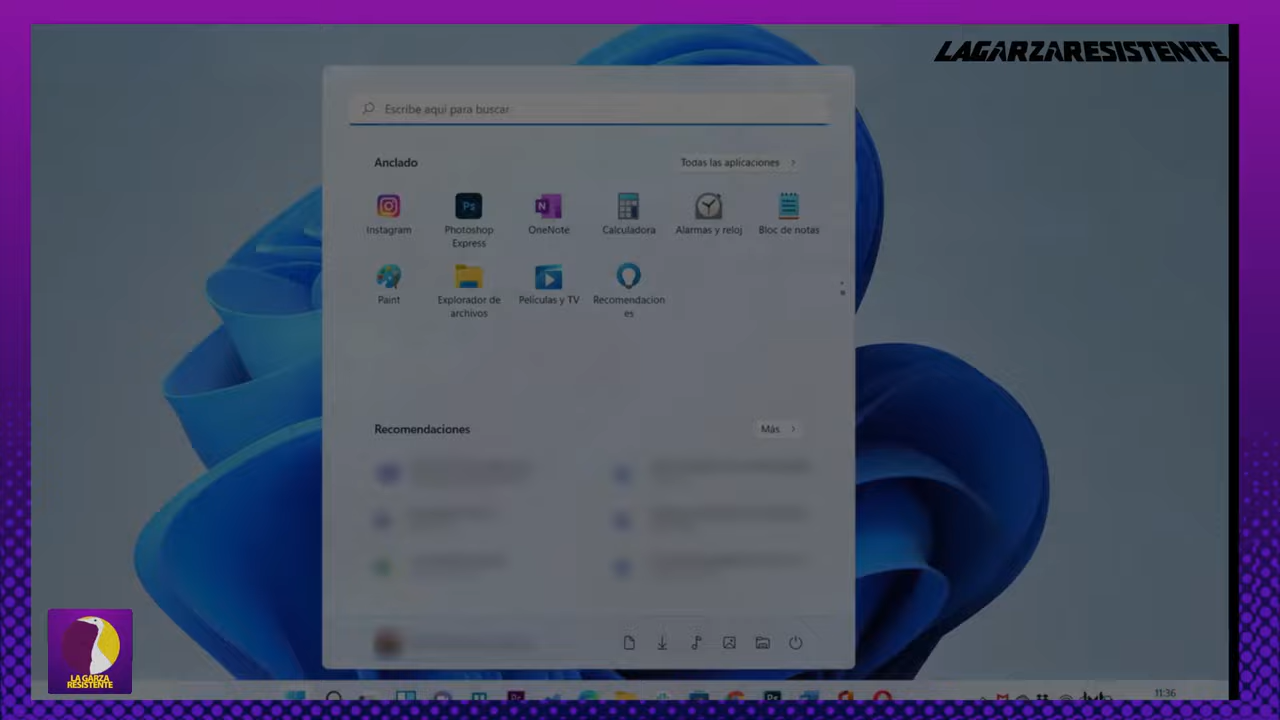 LAGARZARESISTENTE
Escribe aquí para buscar
Anclado
Todas las aplicaciones
Instagram
Ps
Photoshop
Express
N
OneNote
Calculadora
Alarmas y reloj
Bloc de notas
Paint
Explorador de
archivos
Películas y TV
Recomendacion
es
Recomendaciones
Más
LA GARZA
RESISTENTE
11:36